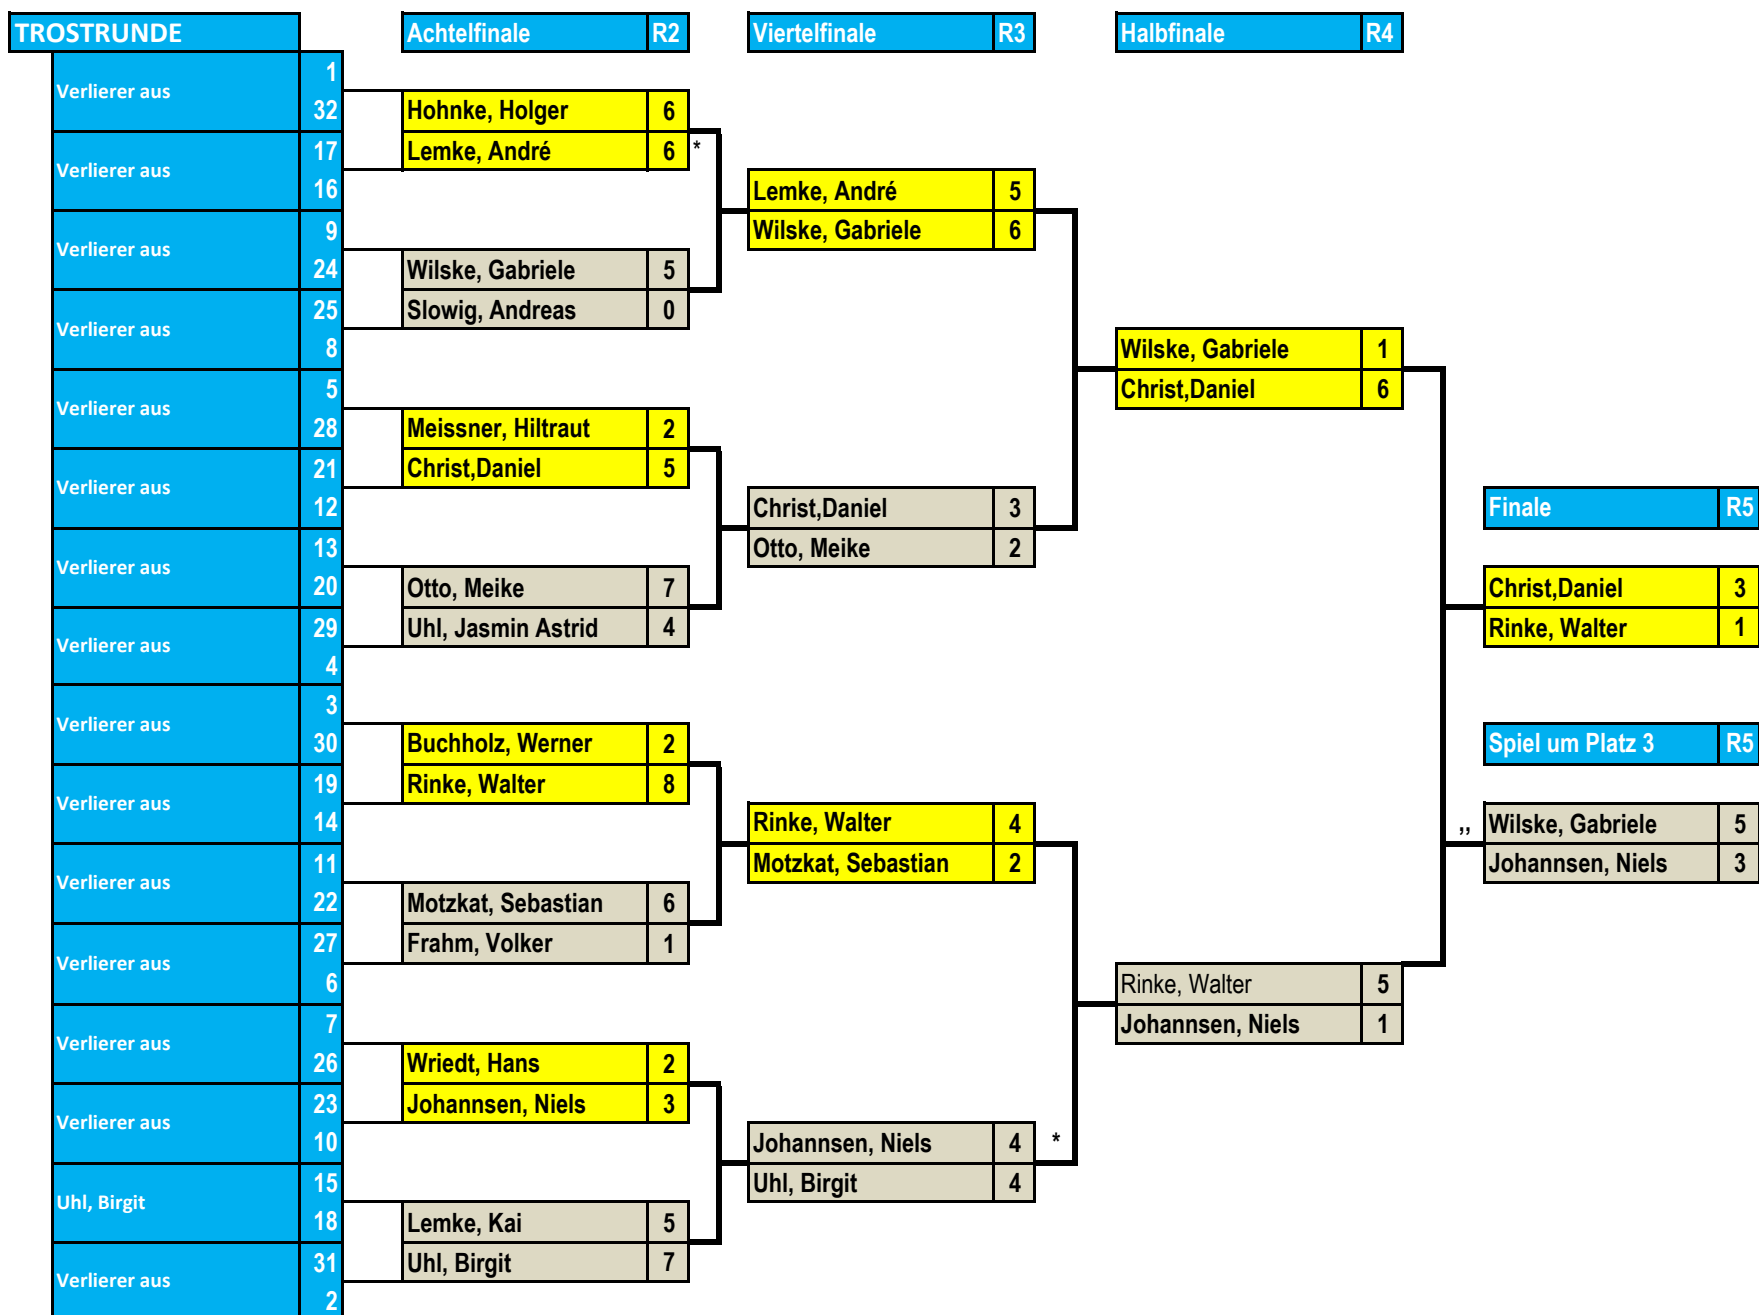 TROSTRUNDE Achtelfinale R2 Viertelfinale R3 Halbfinale R4
Verlierer aus 1
32 Hohnke, Holger 6
Verlierer aus 17 Lemke, André 6 *
16 Lemke, André 5
Verlierer aus 9 Wilske, Gabriele 6
24 Wilske, Gabriele 5
Verlierer aus 25 Slowig, Andreas 0
8 Wilske, Gabriele 1
Verlierer aus 5 Christ,Daniel 6
28 Meissner, Hiltraut 2
Verlierer aus 21 Christ,Daniel 5
12 Christ,Daniel 3 Finale R5
Verlierer aus 13 Otto, Meike 2
20 Otto, Meike 7 Christ,Daniel 3
Verlierer aus 29 Uhl, Jasmin Astrid 4 Rinke, Walter 1
4
Verlierer aus 3
30 Buchholz, Werner 2 Spiel um Platz 3 R5
Verlierer aus 19 Rinke, Walter 8
14 Rinke, Walter 4 ,, Wilske, Gabriele 5
Verlierer aus 11 Motzkat, Sebastian 2 Johannsen, Niels 3
22 Motzkat, Sebastian 6
Verlierer aus 27 Frahm, Volker 1
6 Rinke, Walter 5
Verlierer aus 7 Johannsen, Niels 1
26 Wriedt, Hans 2
Verlierer aus 23 Johannsen, Niels 3
10 Johannsen, Niels 4 *
Uhl, Birgit 15 Uhl, Birgit 4
18 Lemke, Kai 5
Verlierer aus 31 Uhl, Birgit 7
2